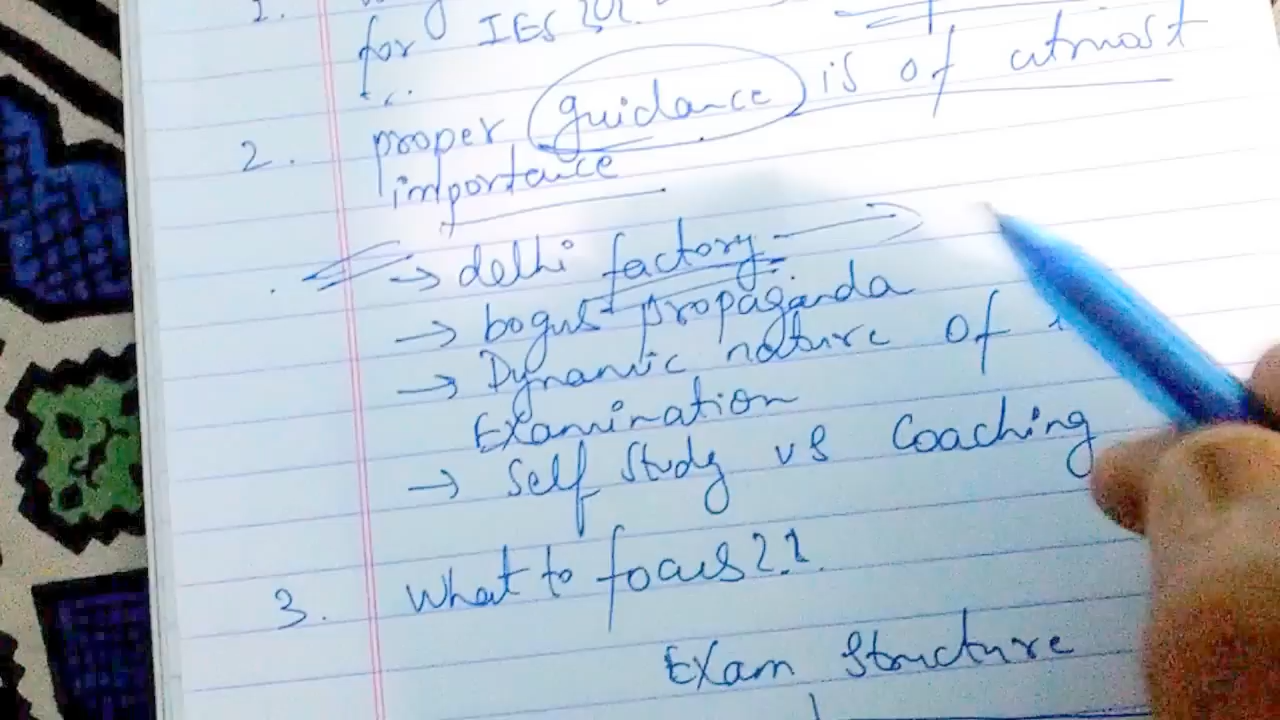 1.
for IES
2. proper guidance is of utmost
importance
→ delhi factory →
→ bogus propaganda
→ Dynamic nature of
Examination
→ Self Study vs Coaching
3. What to focus??
Exam Structure